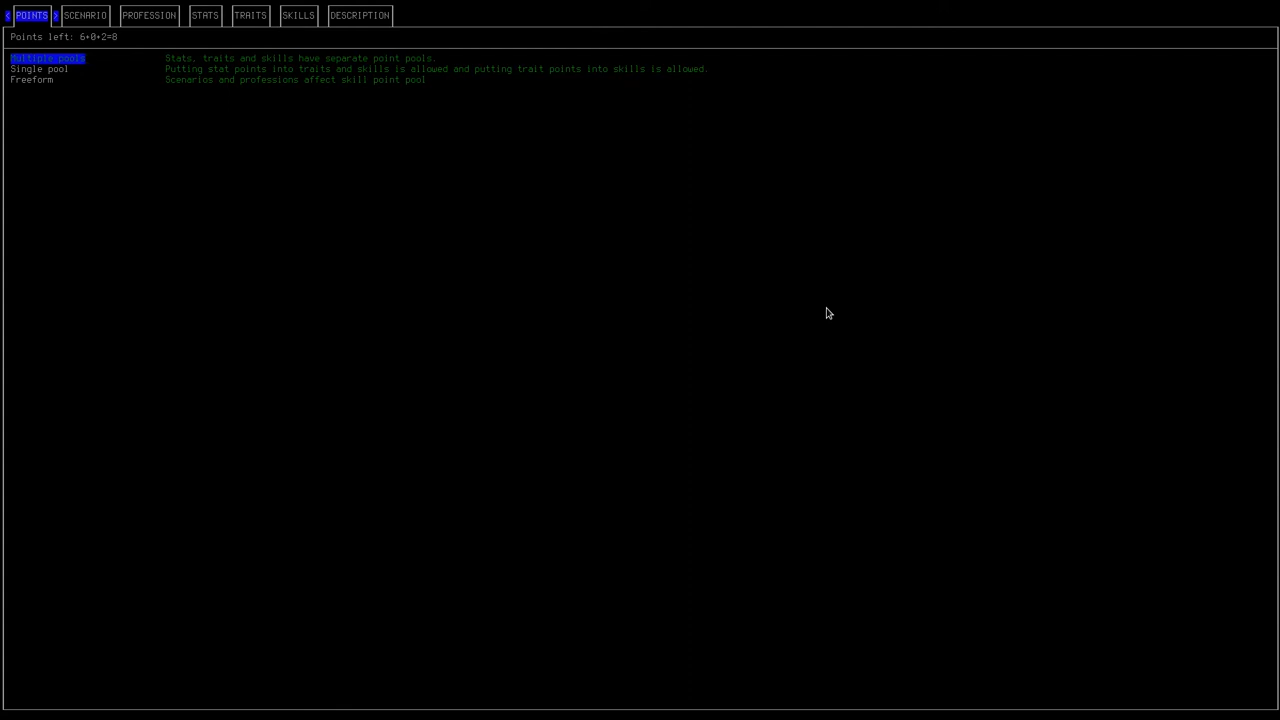 < POINTS > SCENARIO PROFESSION STATS TRAITS SKILLS DESCRIPTION
Points left: 6+0+2=8
Multiple pools Stats, traits and skills have separate point pools.
Single pool Putting stat points into traits and skills is allowed and putting trait points into skills is allowed.
Freeform Scenarios and professions affect skill point pool